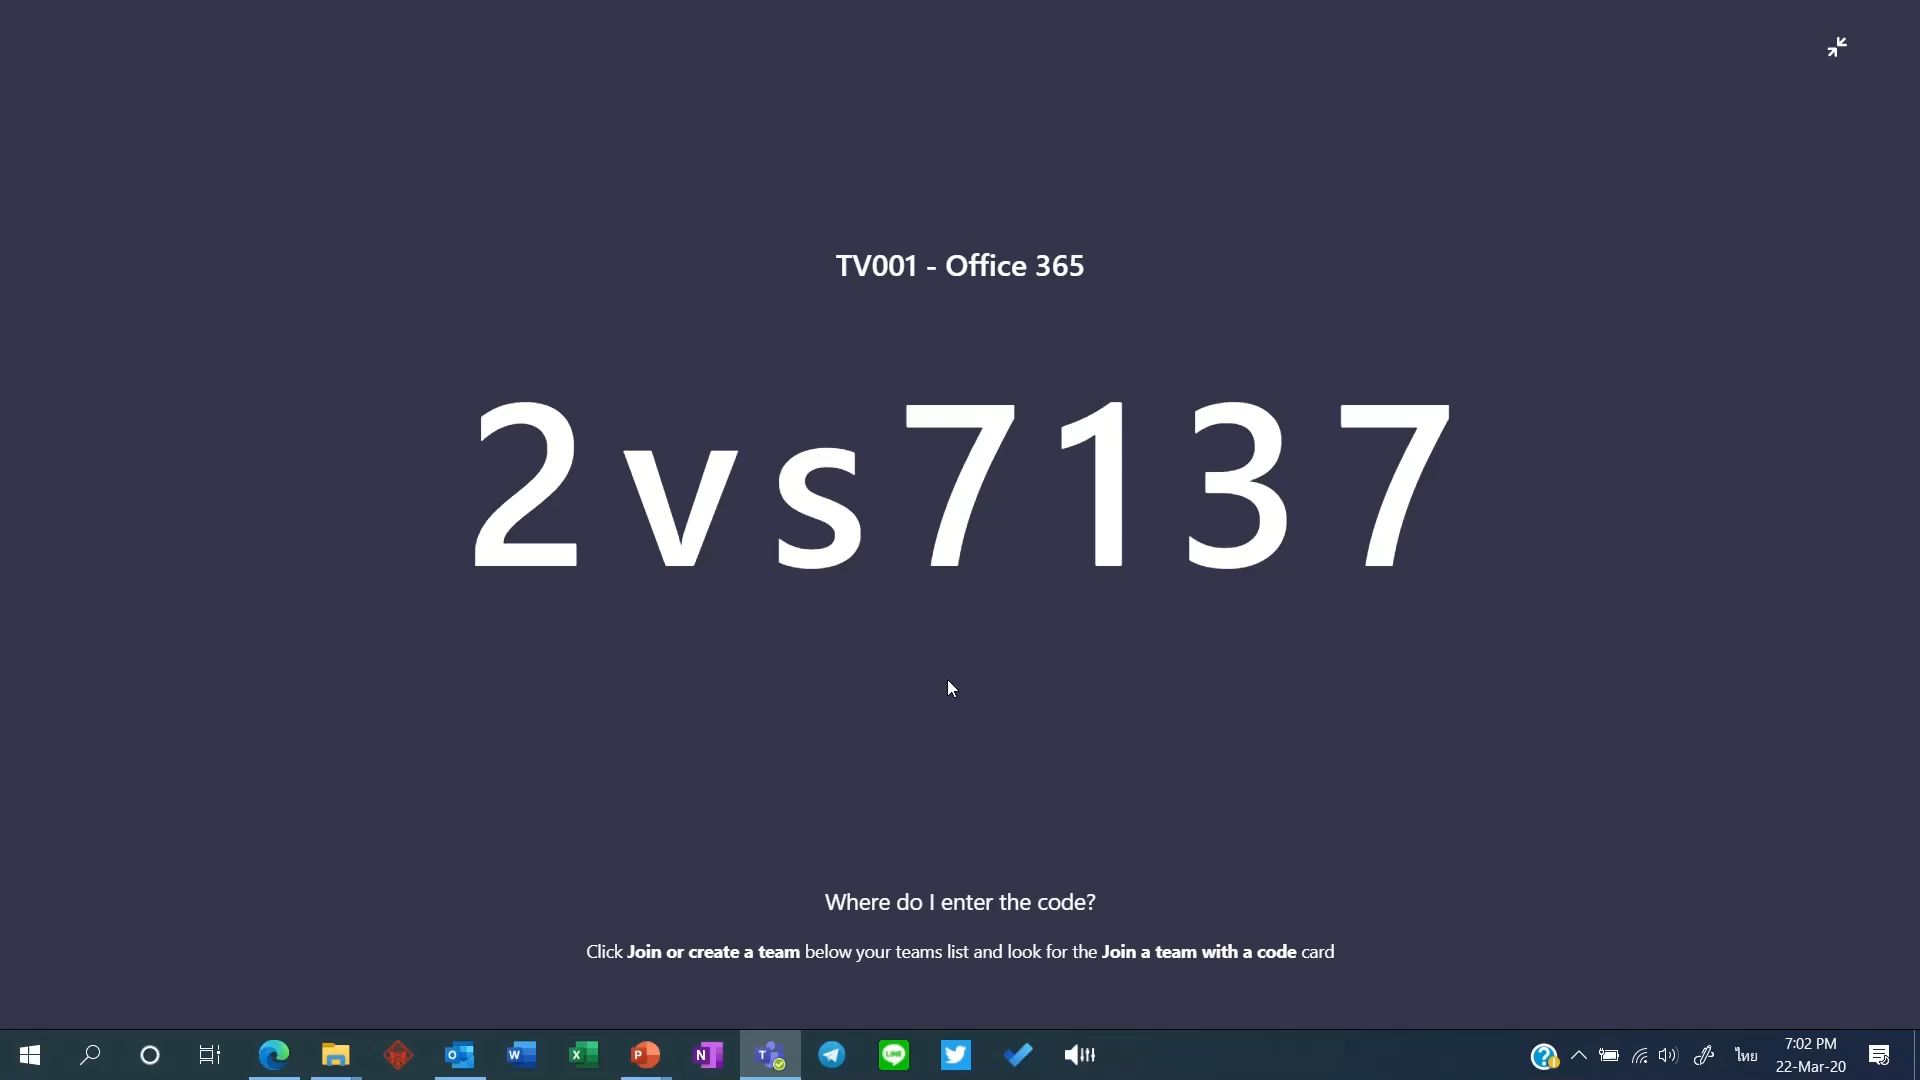 TV001 - Office 365
2vs7137
Where do I enter the code?
Click Join or create a team below your teams list and look for the Join a team with a code card
ไทย
7:02 PM
22-Mar-20